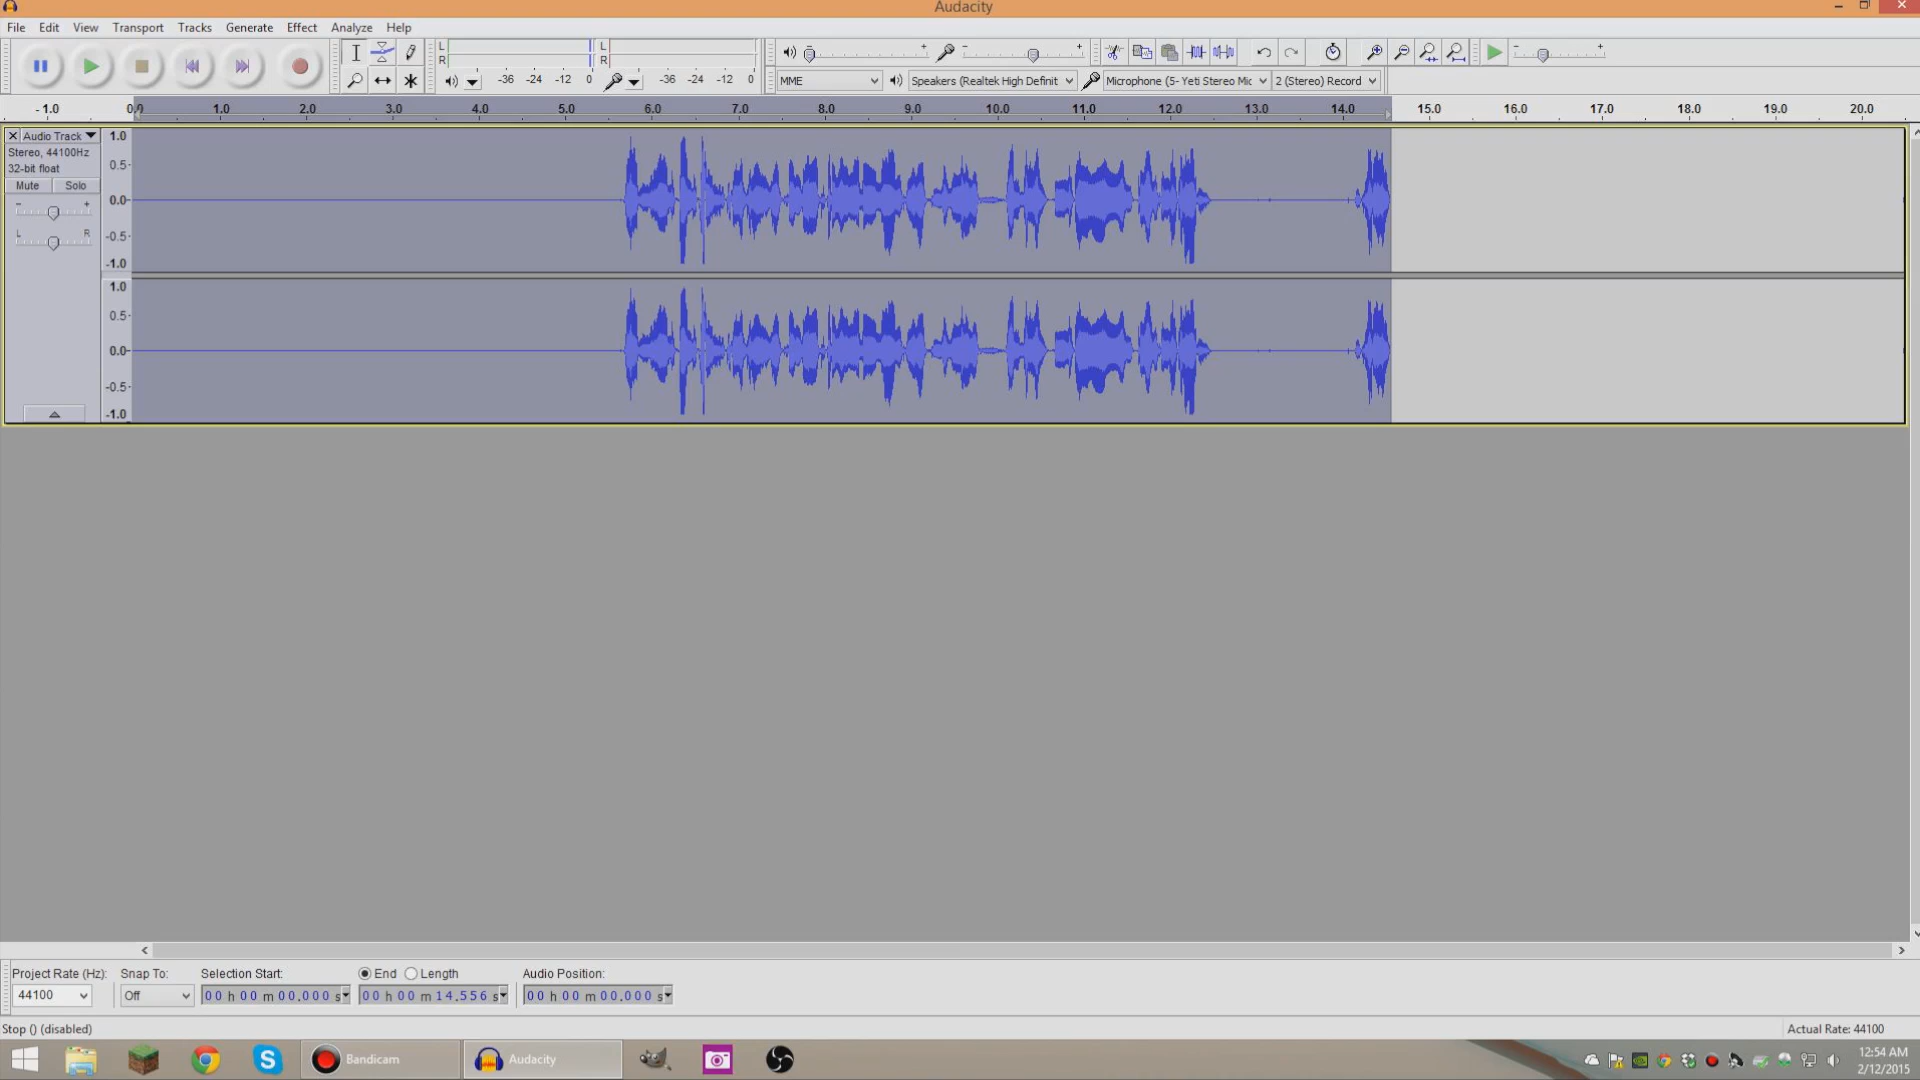 Audacity
File Edit View Transport Tracks Generate Effect Analyze Help
L R -36 -24 -12 0 L R -36 -24 -12 0
MME Speakers (Realtek High Definit Microphone (5- Yeti Stereo Mic 2 (Stereo) Record
- 1.0 0.0 1.0 2.0 3.0 4.0 5.0 6.0 7.0 8.0 9.0 10.0 11.0 12.0 13.0 14.0 15.0 16.0 17.0 18.0 19.0 20.0
Audio Track
Stereo, 44100Hz
32-bit float
Mute Solo
- +
L R
1.0
0.5
0.0
-0.5
-1.0
1.0
0.5
0.0
-0.5
-1.0
Project Rate (Hz): Snap To: Selection Start: End Length Audio Position:
44100 Off 00 h 00 m 00.000 s 00 h 00 m 14.556 s 00 h 00 m 00.000 s
Stop () (disabled) Actual Rate: 44100
Bandicam Audacity
12:54 AM
2/12/2015